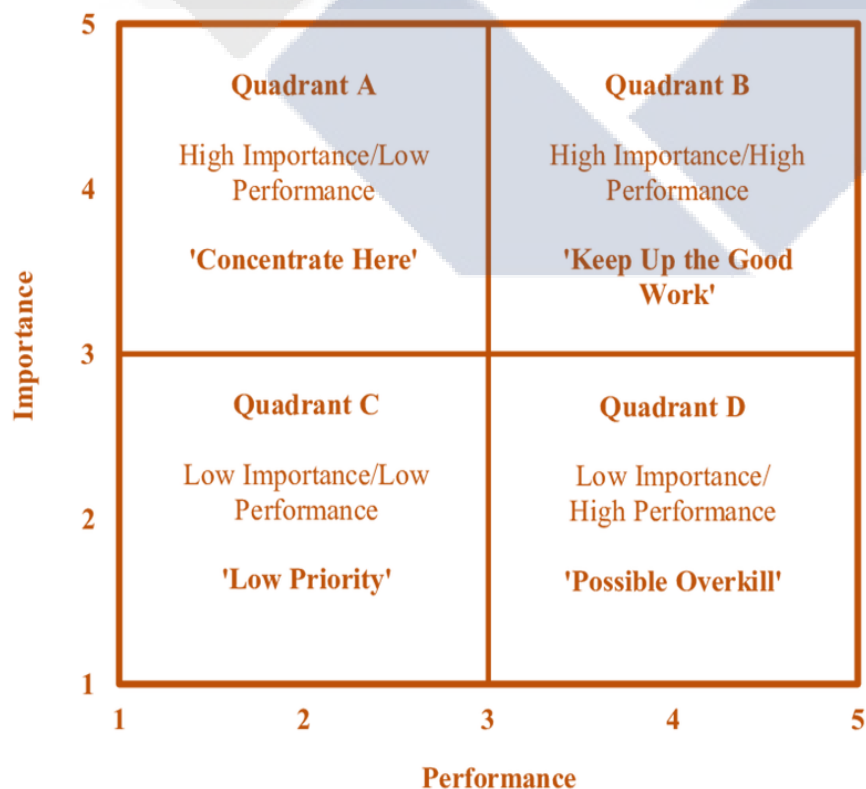 5
Quadrant A
High Importance/Low
Performance
'Concentrate Here'
Quadrant B
High Importance/High
Performance
'Keep Up the Good
Work'
4
Importance
3
Quadrant C
Low Importance/Low
Performance
'Low Priority'
Quadrant D
Low Importance/
High Performance
'Possible Overkill'
2
1
1 2 3 4 5
Performance